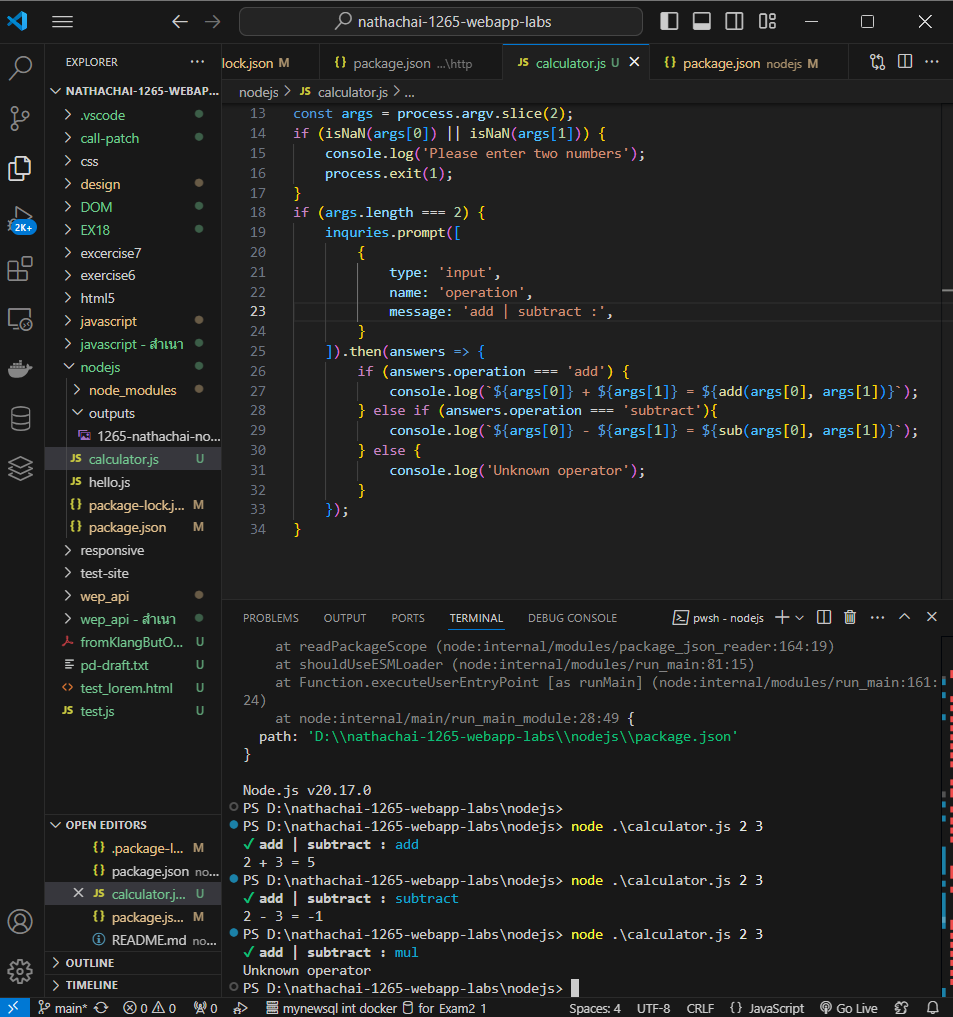 nathachai-1265-webapp-labs
EXPLORER ...
NATHACHAI-1265-WEBAP...
.vscode
call-patch
css
design
DOM
EX18
excercise7
exercise6
html5
javascript
javascript - สำเนา
nodejs
node_modules
outputs
1265-nathachai-no...
JS calculator.js U
JS hello.js
{} package-lock.j... M
{} package.json M
responsive
test-site
wep_api
wep_api - สำเนา
fromKlangButO... U
pd-draft.txt U
<> test_lorem.html U
JS test.js U
2K+
OPEN EDITORS
{} .package-l... M
{} package.json no...
JS calculator.j... U
{} package.js... M
README.md no...
OUTLINE
TIMELINE
lock.json M
{} package.json ...\http
JS calculator.js U
{} package.json nodejs M
nodejs > JS calculator.js > ...
13 const args = process.argv.slice(2);
14 if (isNaN(args[0]) || isNaN(args[1])) {
15 console.log('Please enter two numbers');
16 process.exit(1);
17 }
18 if (args.length === 2) {
19 inquries.prompt([
20 {
21 type: 'input',
22 name: 'operation',
23 message: 'add | subtract :',
24 }
25 ]).then(answers => {
26 if (answers.operation === 'add') {
27 console.log(`${args[0]} + ${args[1]} = ${add(args[0], args[1])}`);
28 } else if (answers.operation === 'subtract'){
29 console.log(`${args[0]} - ${args[1]} = ${sub(args[0], args[1])}`);
30 } else {
31 console.log('Unknown operator');
32 }
33 });
34 }
PROBLEMS OUTPUT PORTS TERMINAL DEBUG CONSOLE pwsh - nodejs
at readPackageScope (node:internal/modules/package_json_reader:164:19)
at shouldUseESMLoader (node:internal/modules/run_main:81:15)
at Function.executeUserEntryPoint [as runMain] (node:internal/modules/run_main:161:
24)
at node:internal/main/run_main_module:28:49 {
path: 'D:\\nathachai-1265-webapp-labs\\nodejs\\package.json'
}
Node.js v20.17.0
PS D:\nathachai-1265-webapp-labs\nodejs>
PS D:\nathachai-1265-webapp-labs\nodejs> node .\calculator.js 2 3
✓ add | subtract : add
2 + 3 = 5
PS D:\nathachai-1265-webapp-labs\nodejs> node .\calculator.js 2 3
✓ add | subtract : subtract
2 - 3 = -1
PS D:\nathachai-1265-webapp-labs\nodejs> node .\calculator.js 2 3
✓ add | subtract : mul
Unknown operator
PS D:\nathachai-1265-webapp-labs\nodejs>
main* 0 0 0 mynewsql int docker for Exam2 1 Spaces: 4 UTF-8 CRLF {} JavaScript Go Live